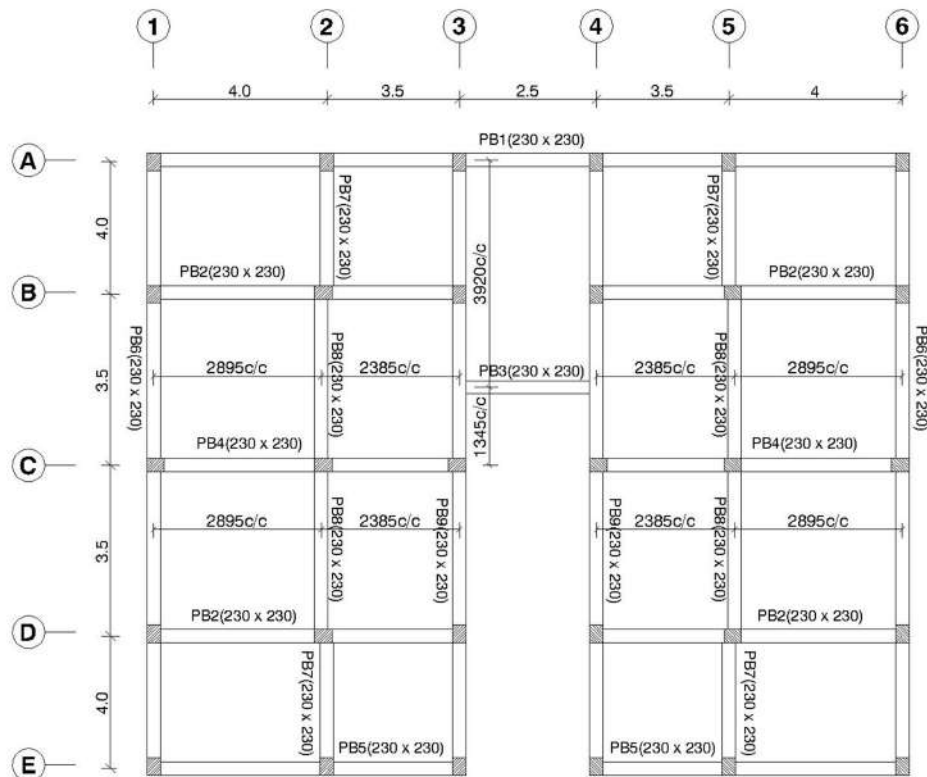 1 2 3 4 5 6
4.0 3.5 2.5 3.5 4
A
PB1(230 x 230)
4.0
PB7(230 x 230)
PB7(230 x 230)
3920c/c
PB2(230 x 230)
PB2(230 x 230)
B
PB6(230 x 230)
3.5
2895c/c
PB8(230 x 230)
2385c/c
PB3(230 x 230)
2385c/c
PB8(230 x 230)
2895c/c
PB6(230 x 230)
1345c/c
PB4(230 x 230)
PB4(230 x 230)
C
3.5
2895c/c
PB8(230 x 230)
2385c/c
PB9(230 x 230)
PB9(230 x 230)
2385c/c
PB8(230 x 230)
2895c/c
PB2(230 x 230)
PB2(230 x 230)
D
4.0
PB7(230 x 230)
PB7(230 x 230)
PB5(230 x 230)
PB5(230 x 230)
E